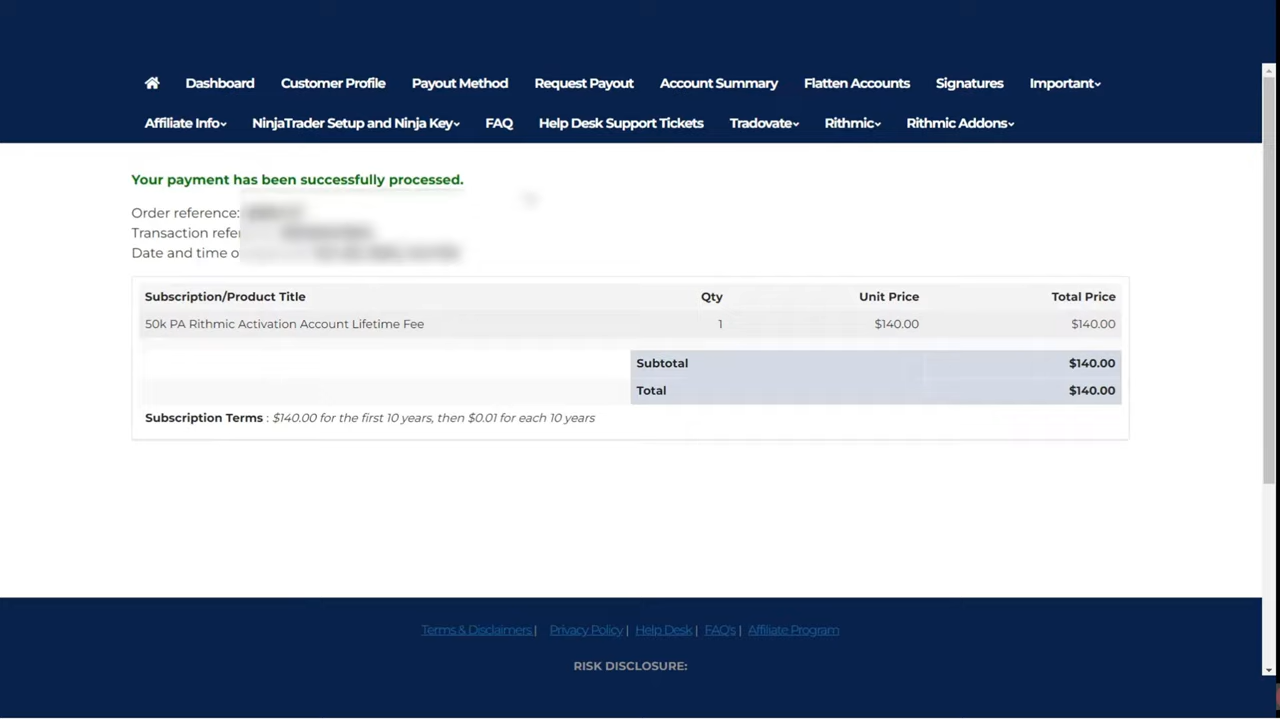 Dashboard Customer Profile Payout Method Request Payout Account Summary Flatten Accounts Signatures Important
Affiliate Info NinjaTrader Setup and Ninja Key FAQ Help Desk Support Tickets Tradovate Rithmic Rithmic Addons
Your payment has been successfully processed.
Order reference:
Transaction
Date and time
Subscription/Product Title Qty Unit Price Total Price
50k PA Rithmic Activation Account Lifetime Fee 1 $140.00 $140.00
Subtotal $140.00
Total $140.00
Subscription Terms : $140.00 for the first 10 years, then $0.01 for each 10 years
Terms & Disclaimers | Privacy Policy | Help Desk | FAQ's | Affiliate Program
RISK DISCLOSURE: